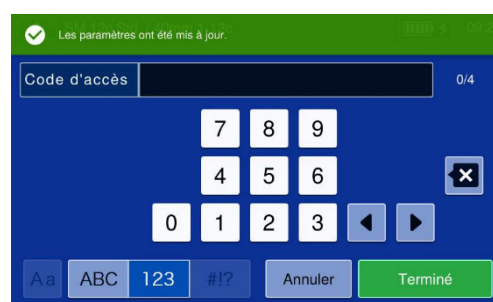 Les paramètres ont été mis à jour.
Code d'accès 0/4
7 8 9
4 5 6
0 1 2 3
Aa ABC 123 #!? Annuler Terminé